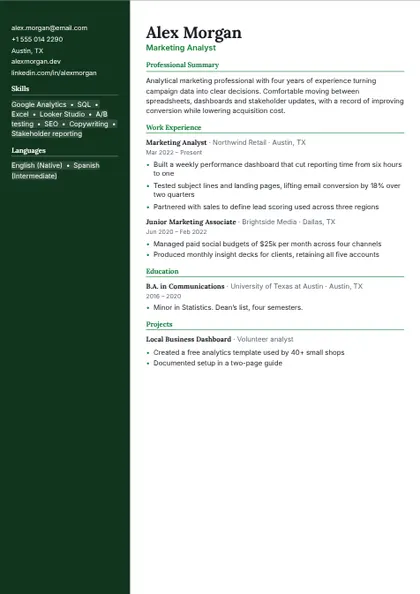 alex.morgan@email.com
+1 555 014 2290
Austin, TX
alexmorgan.dev
linkedin.com/in/alexmorgan
Skills
Google Analytics • SQL •
Excel • Looker Studio • A/B
testing • SEO • Copywriting •
Stakeholder reporting
Languages
English (Native) • Spanish
(Intermediate)
Alex Morgan
Marketing Analyst
Professional Summary
Analytical marketing professional with four years of experience turning
campaign data into clear decisions. Comfortable moving between
spreadsheets, dashboards and stakeholder updates, with a record of improving
conversion while lowering acquisition cost.
Work Experience
Marketing Analyst · Northwind Retail · Austin, TX
Mar 2022 – Present
• Built a weekly performance dashboard that cut reporting time from six hours
to one
• Tested subject lines and landing pages, lifting email conversion by 18% over
two quarters
• Partnered with sales to define lead scoring used across three regions
Junior Marketing Associate · Brightside Media · Dallas, TX
Jun 2020 – Feb 2022
• Managed paid social budgets of $25k per month across four channels
• Produced monthly insight decks for clients, retaining all five accounts
Education
B.A. in Communications · University of Texas at Austin · Austin, TX
2016 – 2020
• Minor in Statistics. Dean's list, four semesters.
Projects
Local Business Dashboard · Volunteer analyst
• Created a free analytics template used by 40+ small shops
• Documented setup in a two-page guide